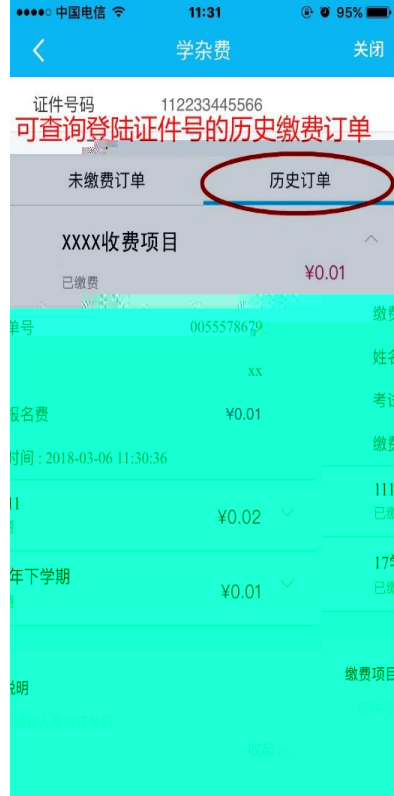 中国电信 11:31 95%
学杂费 关闭
证件号码 112233445566
可查询登陆证件号的历史缴费订单
未缴费订单 历史订单
XXXX收费项目
已缴费 ¥0.01
缴费
单号 0055578679
姓名
xx
考试
报名费 ¥0.01
缴费
时间 : 2018-03-06 11:30:36
11 ¥0.02 111
已缴
年下学期 ¥0.01 17学
已缴
说明 缴费项目
收起